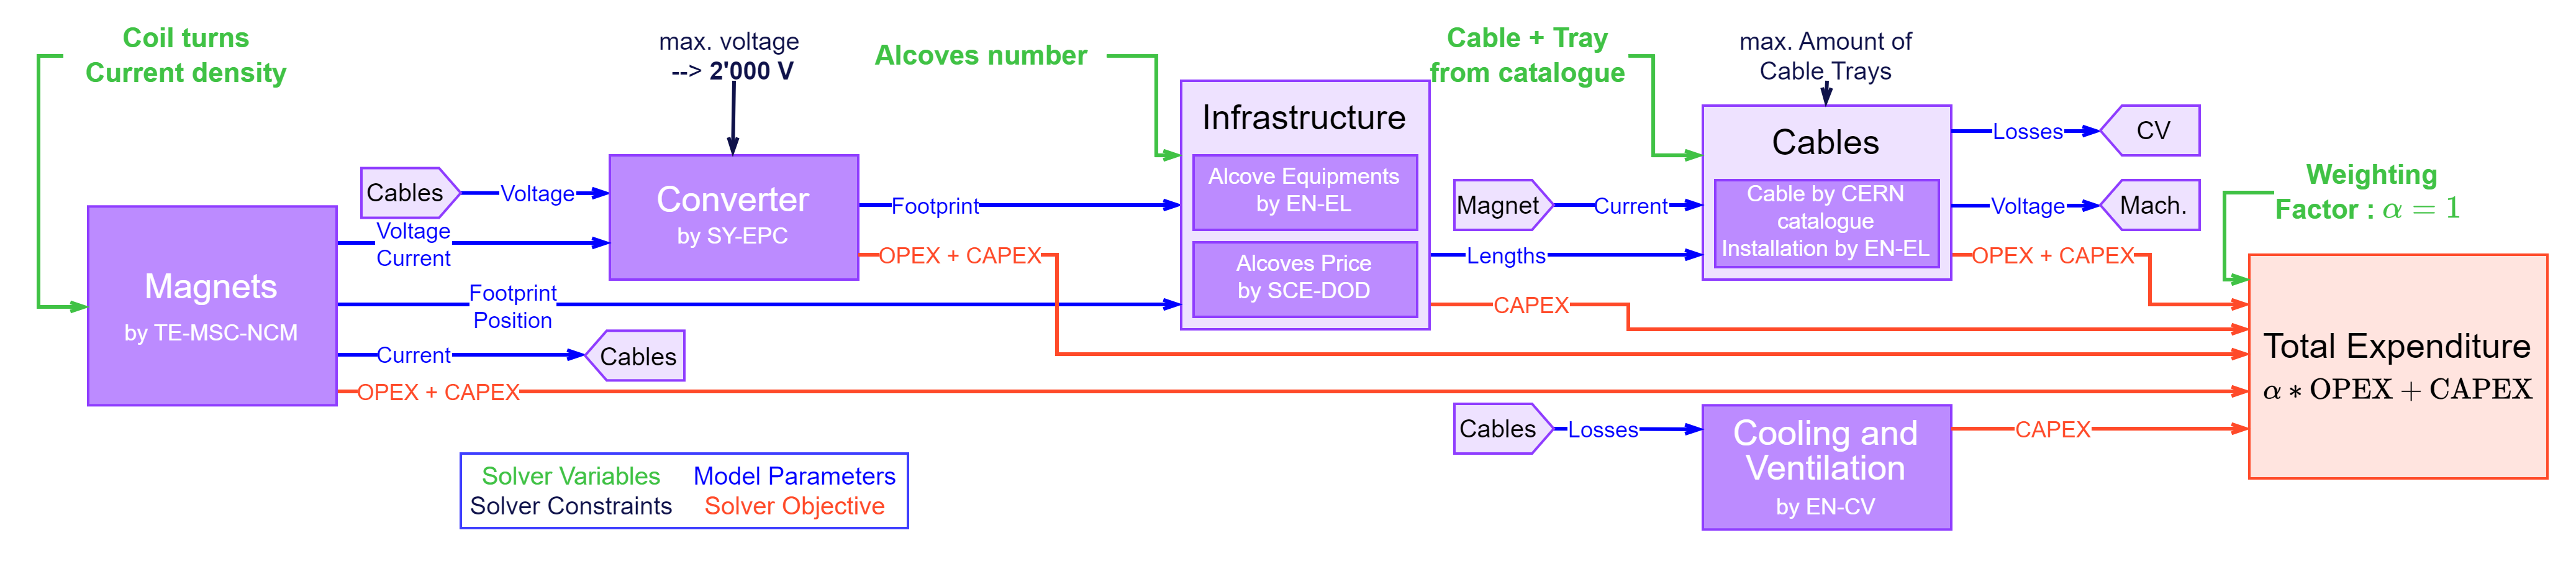 Coil turns
Current density
max. voltage
--> 2'000 V
Alcoves number
Cable + Tray
from catalogue
max. Amount of
Cable Trays
Weighting
Factor : α = 1
Magnets
by TE-MSC-NCM
Cables
Voltage
Voltage
Current
Footprint
Position
Current
Cables
OPEX + CAPEX
Converter
by SY-EPC
Footprint
OPEX + CAPEX
Infrastructure
Alcove Equipments
by EN-EL
Alcoves Price
by SCE-DOD
Magnet
Current
Lengths
CAPEX
Cables
Cable by CERN
catalogue
Installation by EN-EL
Losses
CV
Voltage
Mach.
OPEX + CAPEX
Cables
Losses
Cooling and
Ventilation
by EN-CV
CAPEX
Total Expenditure
α ∗ OPEX + CAPEX
Solver Variables
Model Parameters
Solver Constraints
Solver Objective